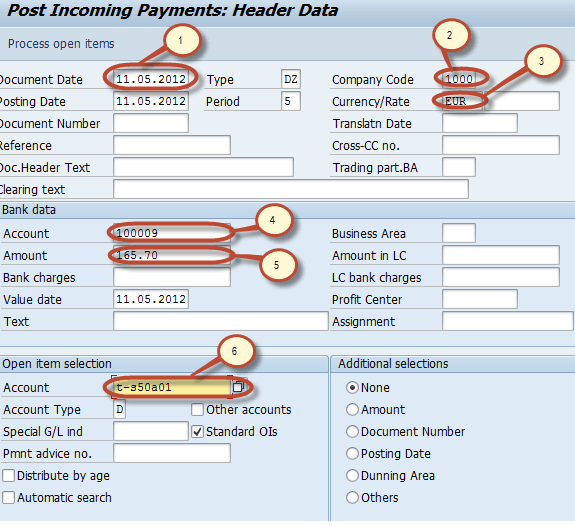 Post Incoming Payments: Header Data
Process open items
1
2
3
Document Date 11.05.2012 Type DZ Company Code 1000
Posting Date 11.05.2012 Period 5 Currency/Rate EUR
Document Number Translatn Date
Reference Cross-CC no.
Doc.Header Text Trading part.BA
Clearing text
Bank data
4
Account 100009 Business Area
Amount 165.70 Amount in LC
5
Bank charges LC bank charges
Value date 11.05.2012 Profit Center
Text Assignment
6
Open item selection Additional selections
Account t-s50a01 None
Account Type D Other accounts Amount
Special G/L ind Standard OIs Document Number
Pmnt advice no. Posting Date
Distribute by age Dunning Area
Automatic search Others